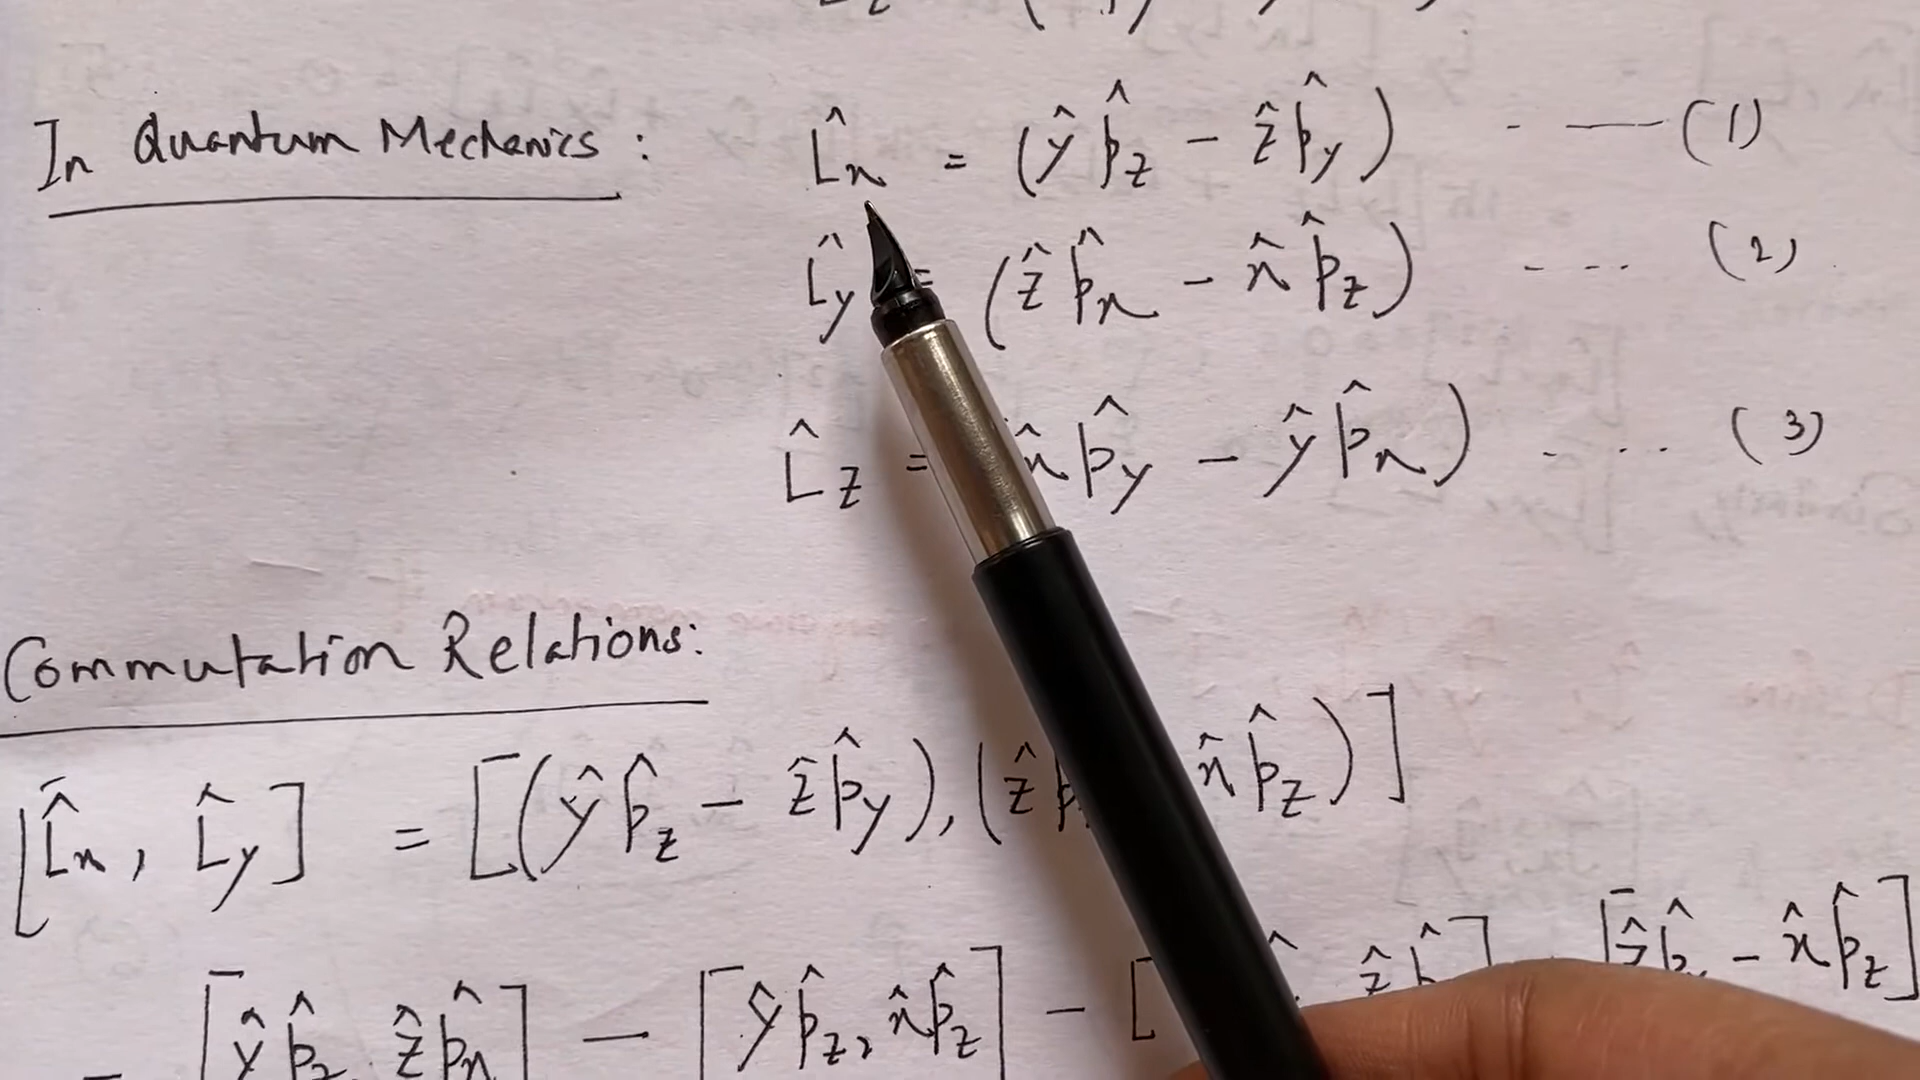 In Quantum Mechanics : L̂x = (ŷ p̂z − ẑ p̂y) - —— (1)
L̂y = (ẑ p̂x − x̂ p̂z) - - - - (2)
L̂z = x̂ p̂y − ŷ p̂x) - - - - (3)
Commutation Relations:
[L̂x, L̂y] = [(ŷ p̂z − ẑ p̂y), (ẑ p x̂ p̂z)]
[ŷ p̂z, ẑ p̂x] − [ŷ p̂z, x̂ p̂z] − [ ẑ p̂ ] [ẑ p̂ − x̂ p̂z]